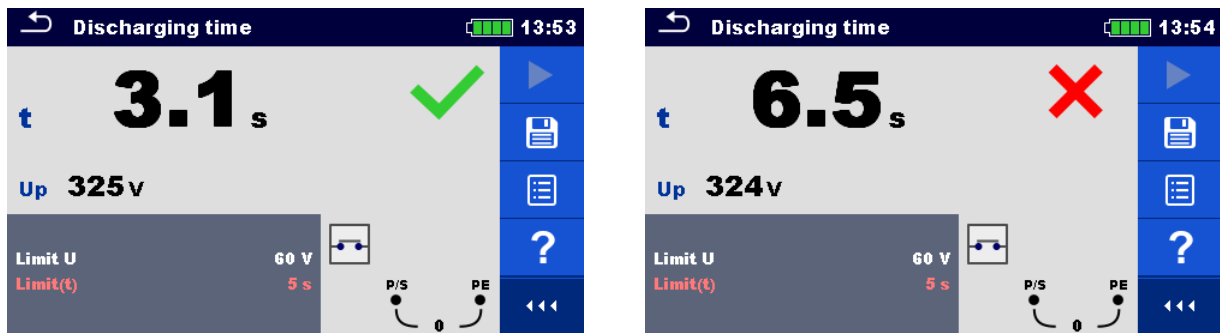 Discharging time 13:53
t 3.1 s
Up 325 V
Limit U 60 V
Limit(t) 5 s
P/S PE
0
?
Discharging time 13:54
t 6.5 s
Up 324 V
Limit U 60 V
Limit(t) 5 s
P/S PE
0
?